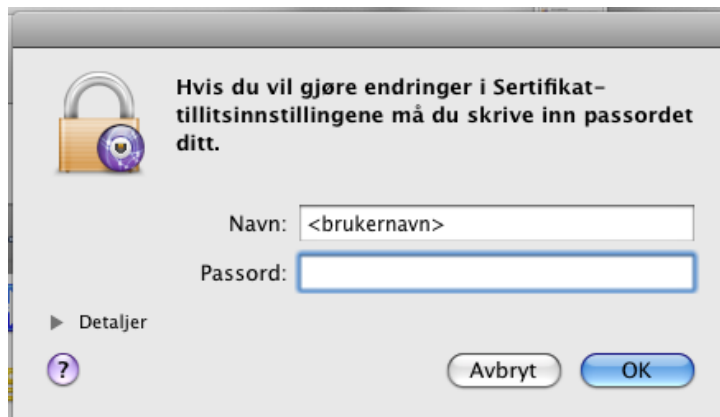 Hvis du vil gjøre endringer i Sertifikat-
tillitsinnstillingene må du skrive inn passordet
ditt.
Navn: <brukernavn>
Passord:
Detaljer
? Avbryt OK